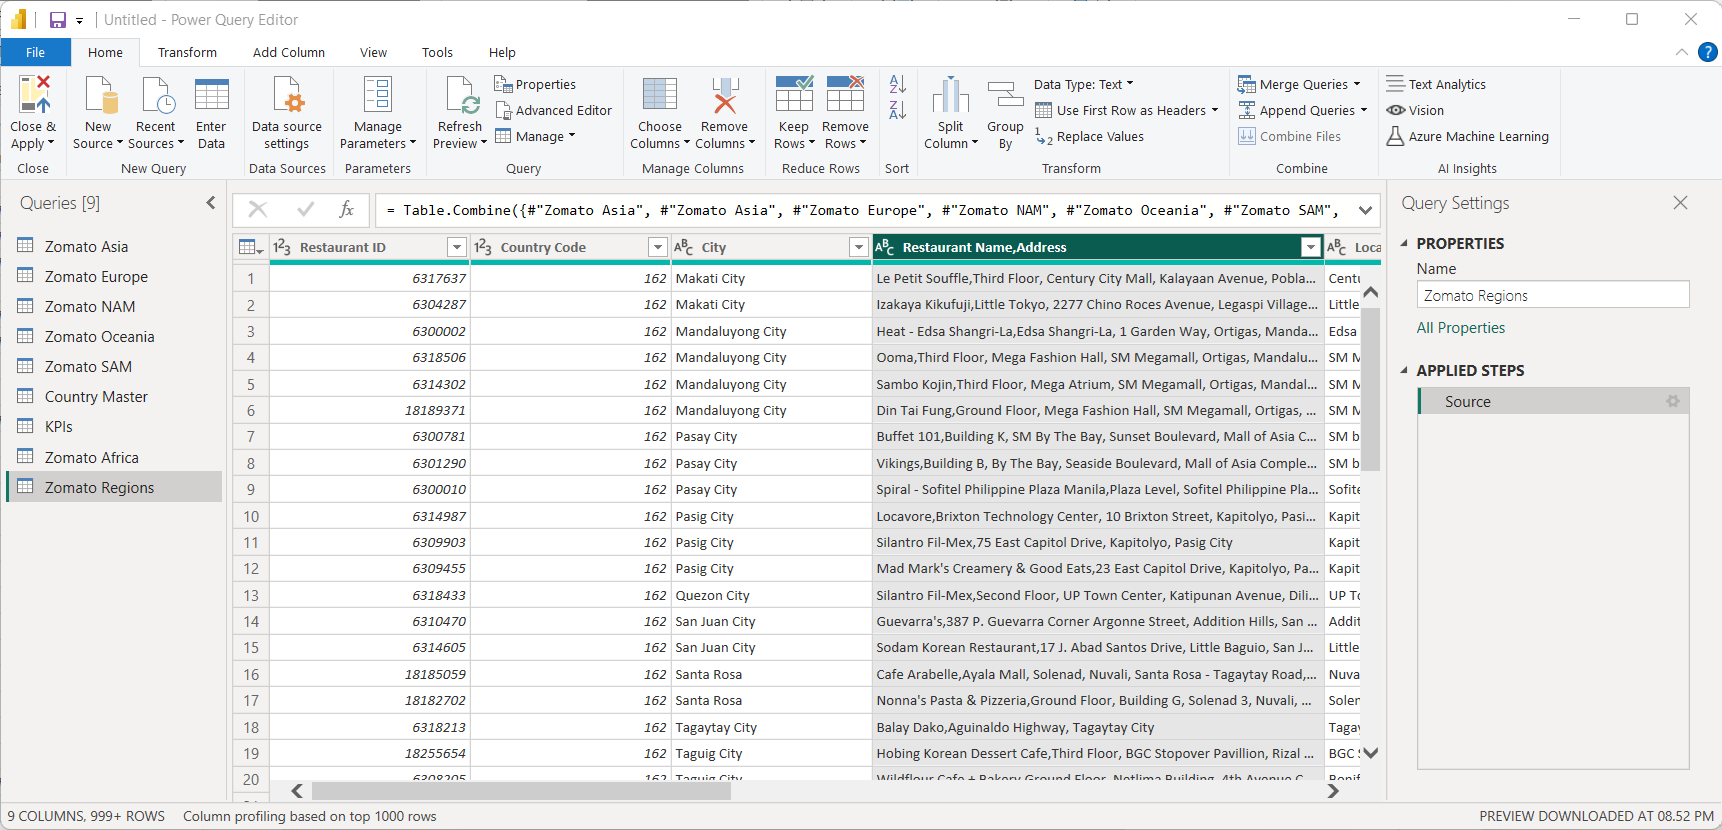 Untitled - Power Query Editor
File Home Transform Add Column View Tools Help
Close & Apply
New Source
Recent Sources
Enter Data
Data source settings
Manage Parameters
Refresh Preview
Properties
Advanced Editor
Manage
Choose Columns
Remove Columns
Keep Rows
Remove Rows
Split Column
Group By
Data Type: Text
Use First Row as Headers
Replace Values
Merge Queries
Append Queries
Combine Files
Text Analytics
Vision
Azure Machine Learning
Close New Query Data Sources Parameters Query Manage Columns Reduce Rows Sort Transform Combine AI Insights
Queries [9]
Zomato Asia
Zomato Europe
Zomato NAM
Zomato Oceania
Zomato SAM
Country Master
KPIs
Zomato Africa
Zomato Regions
fx
= Table.Combine({#"Zomato Asia", #"Zomato Asia", #"Zomato Europe", #"Zomato NAM", #"Zomato Oceania", #"Zomato SAM",
123 Restaurant ID 123 Country Code ABC City ABC Restaurant Name,Address ABC Loca
1 6317637 162 Makati City Le Petit Souffle,Third Floor, Century City Mall, Kalayaan Avenue, Pobla... Centu
2 6304287 162 Makati City Izakaya Kikufuji,Little Tokyo, 2277 Chino Roces Avenue, Legaspi Village... Little
3 6300002 162 Mandaluyong City Heat - Edsa Shangri-La,Edsa Shangri-La, 1 Garden Way, Ortigas, Manda... Edsa
4 6318506 162 Mandaluyong City Ooma,Third Floor, Mega Fashion Hall, SM Megamall, Ortigas, Mandalu... SM M
5 6314302 162 Mandaluyong City Sambo Kojin,Third Floor, Mega Atrium, SM Megamall, Ortigas, Mandal... SM M
6 18189371 162 Mandaluyong City Din Tai Fung,Ground Floor, Mega Fashion Hall, SM Megamall, Ortigas, ... SM M
7 6300781 162 Pasay City Buffet 101,Building K, SM By The Bay, Sunset Boulevard, Mall of Asia C... SM b
8 6301290 162 Pasay City Vikings,Building B, By The Bay, Seaside Boulevard, Mall of Asia Comple... SM b
9 6300010 162 Pasay City Spiral - Sofitel Philippine Plaza Manila,Plaza Level, Sofitel Philippine Pla... Sofite
10 6314987 162 Pasig City Locavore,Brixton Technology Center, 10 Brixton Street, Kapitolyo, Pasi... Kapit
11 6309903 162 Pasig City Silantro Fil-Mex,75 East Capitol Drive, Kapitolyo, Pasig City Kapit
12 6309455 162 Pasig City Mad Mark's Creamery & Good Eats,23 East Capitol Drive, Kapitolyo, Pa... Kapit
13 6318433 162 Quezon City Silantro Fil-Mex,Second Floor, UP Town Center, Katipunan Avenue, Dili... UP To
14 6310470 162 San Juan City Guevarra's,387 P. Guevarra Corner Argonne Street, Addition Hills, San ... Addit
15 6314605 162 San Juan City Sodam Korean Restaurant,17 J. Abad Santos Drive, Little Baguio, San J... Little
16 18185059 162 Santa Rosa Cafe Arabelle,Ayala Mall, Solenad, Nuvali, Santa Rosa - Tagaytay Road,... Nuva
17 18182702 162 Santa Rosa Nonna's Pasta & Pizzeria,Ground Floor, Building G, Solenad 3, Nuvali, ... Solen
18 6318213 162 Tagaytay City Balay Dako,Aguinaldo Highway, Tagaytay City Tagay
19 18255654 162 Taguig City Hobing Korean Dessert Cafe,Third Floor, BGC Stopover Pavillion, Rizal ... BGC S
20 6308205 162 Taguig City Wildflour Cafe + Bakery,Ground Floor, Netlima Building, 4th Avenue C... Bonif
Query Settings
PROPERTIES
Name
Zomato Regions
All Properties
APPLIED STEPS
Source
9 COLUMNS, 999+ ROWS Column profiling based on top 1000 rows PREVIEW DOWNLOADED AT 08.52 PM